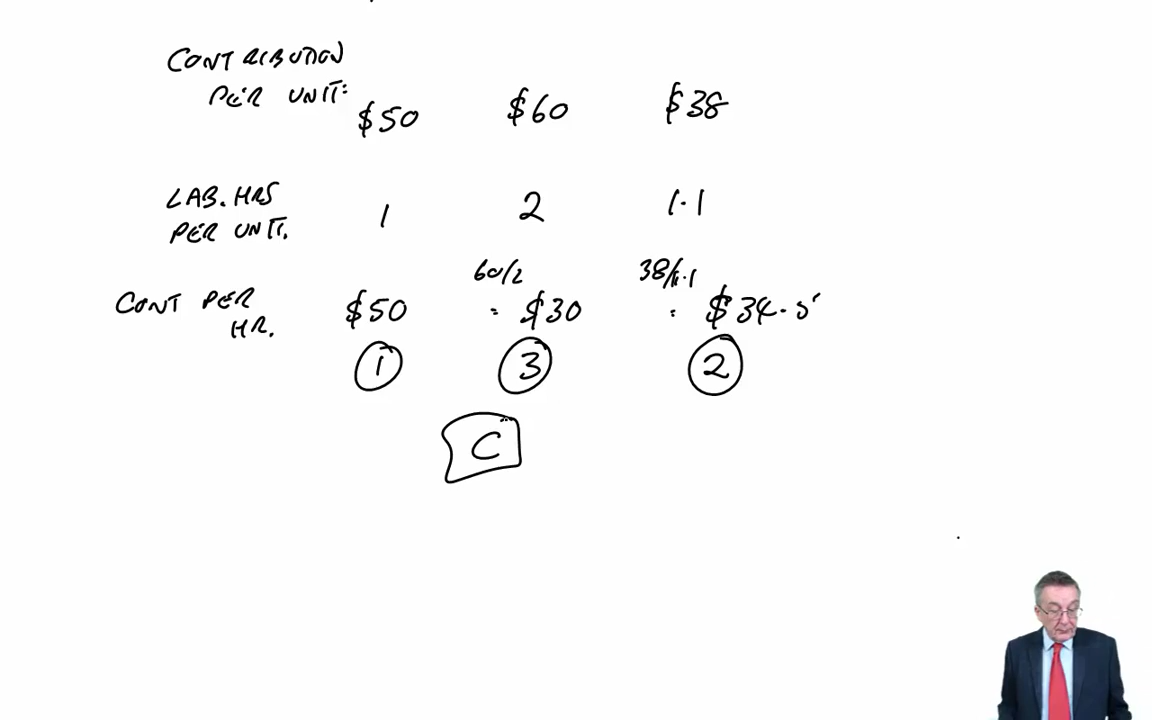 CONTRIBUTION
PER UNIT: $50 $60 $38
LAB. HRS
PER UNIT. 1 2 1.1
60/2 38/1.1
CONT PER
HR. $50 = $30 = $34.5
1 3 2
C